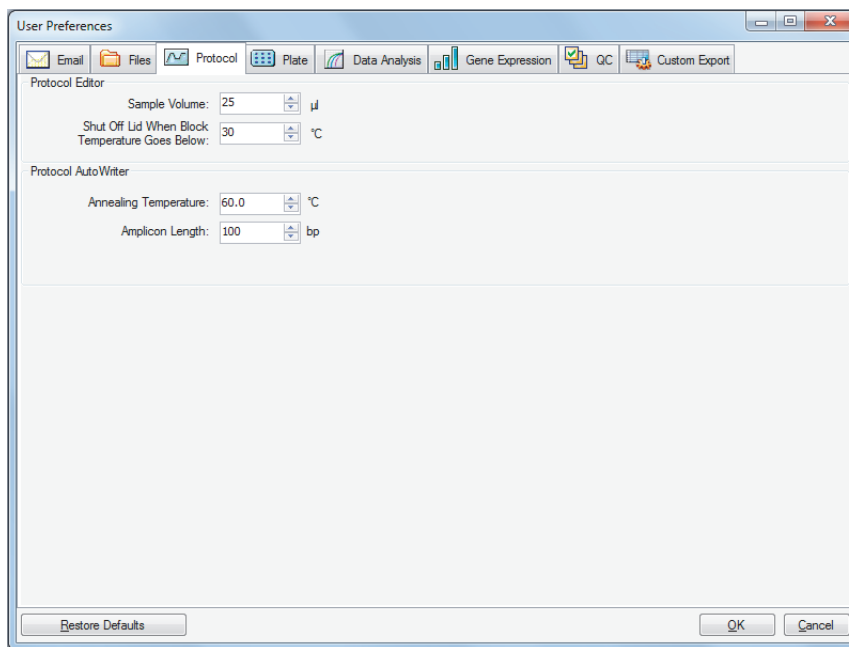 User Preferences
Email Files Protocol Plate Data Analysis Gene Expression QC Custom Export
Protocol Editor
Sample Volume: 25 µl
Shut Off Lid When Block
Temperature Goes Below: 30 °C
Protocol AutoWriter
Annealing Temperature: 60.0 °C
Amplicon Length: 100 bp
Restore Defaults OK Cancel